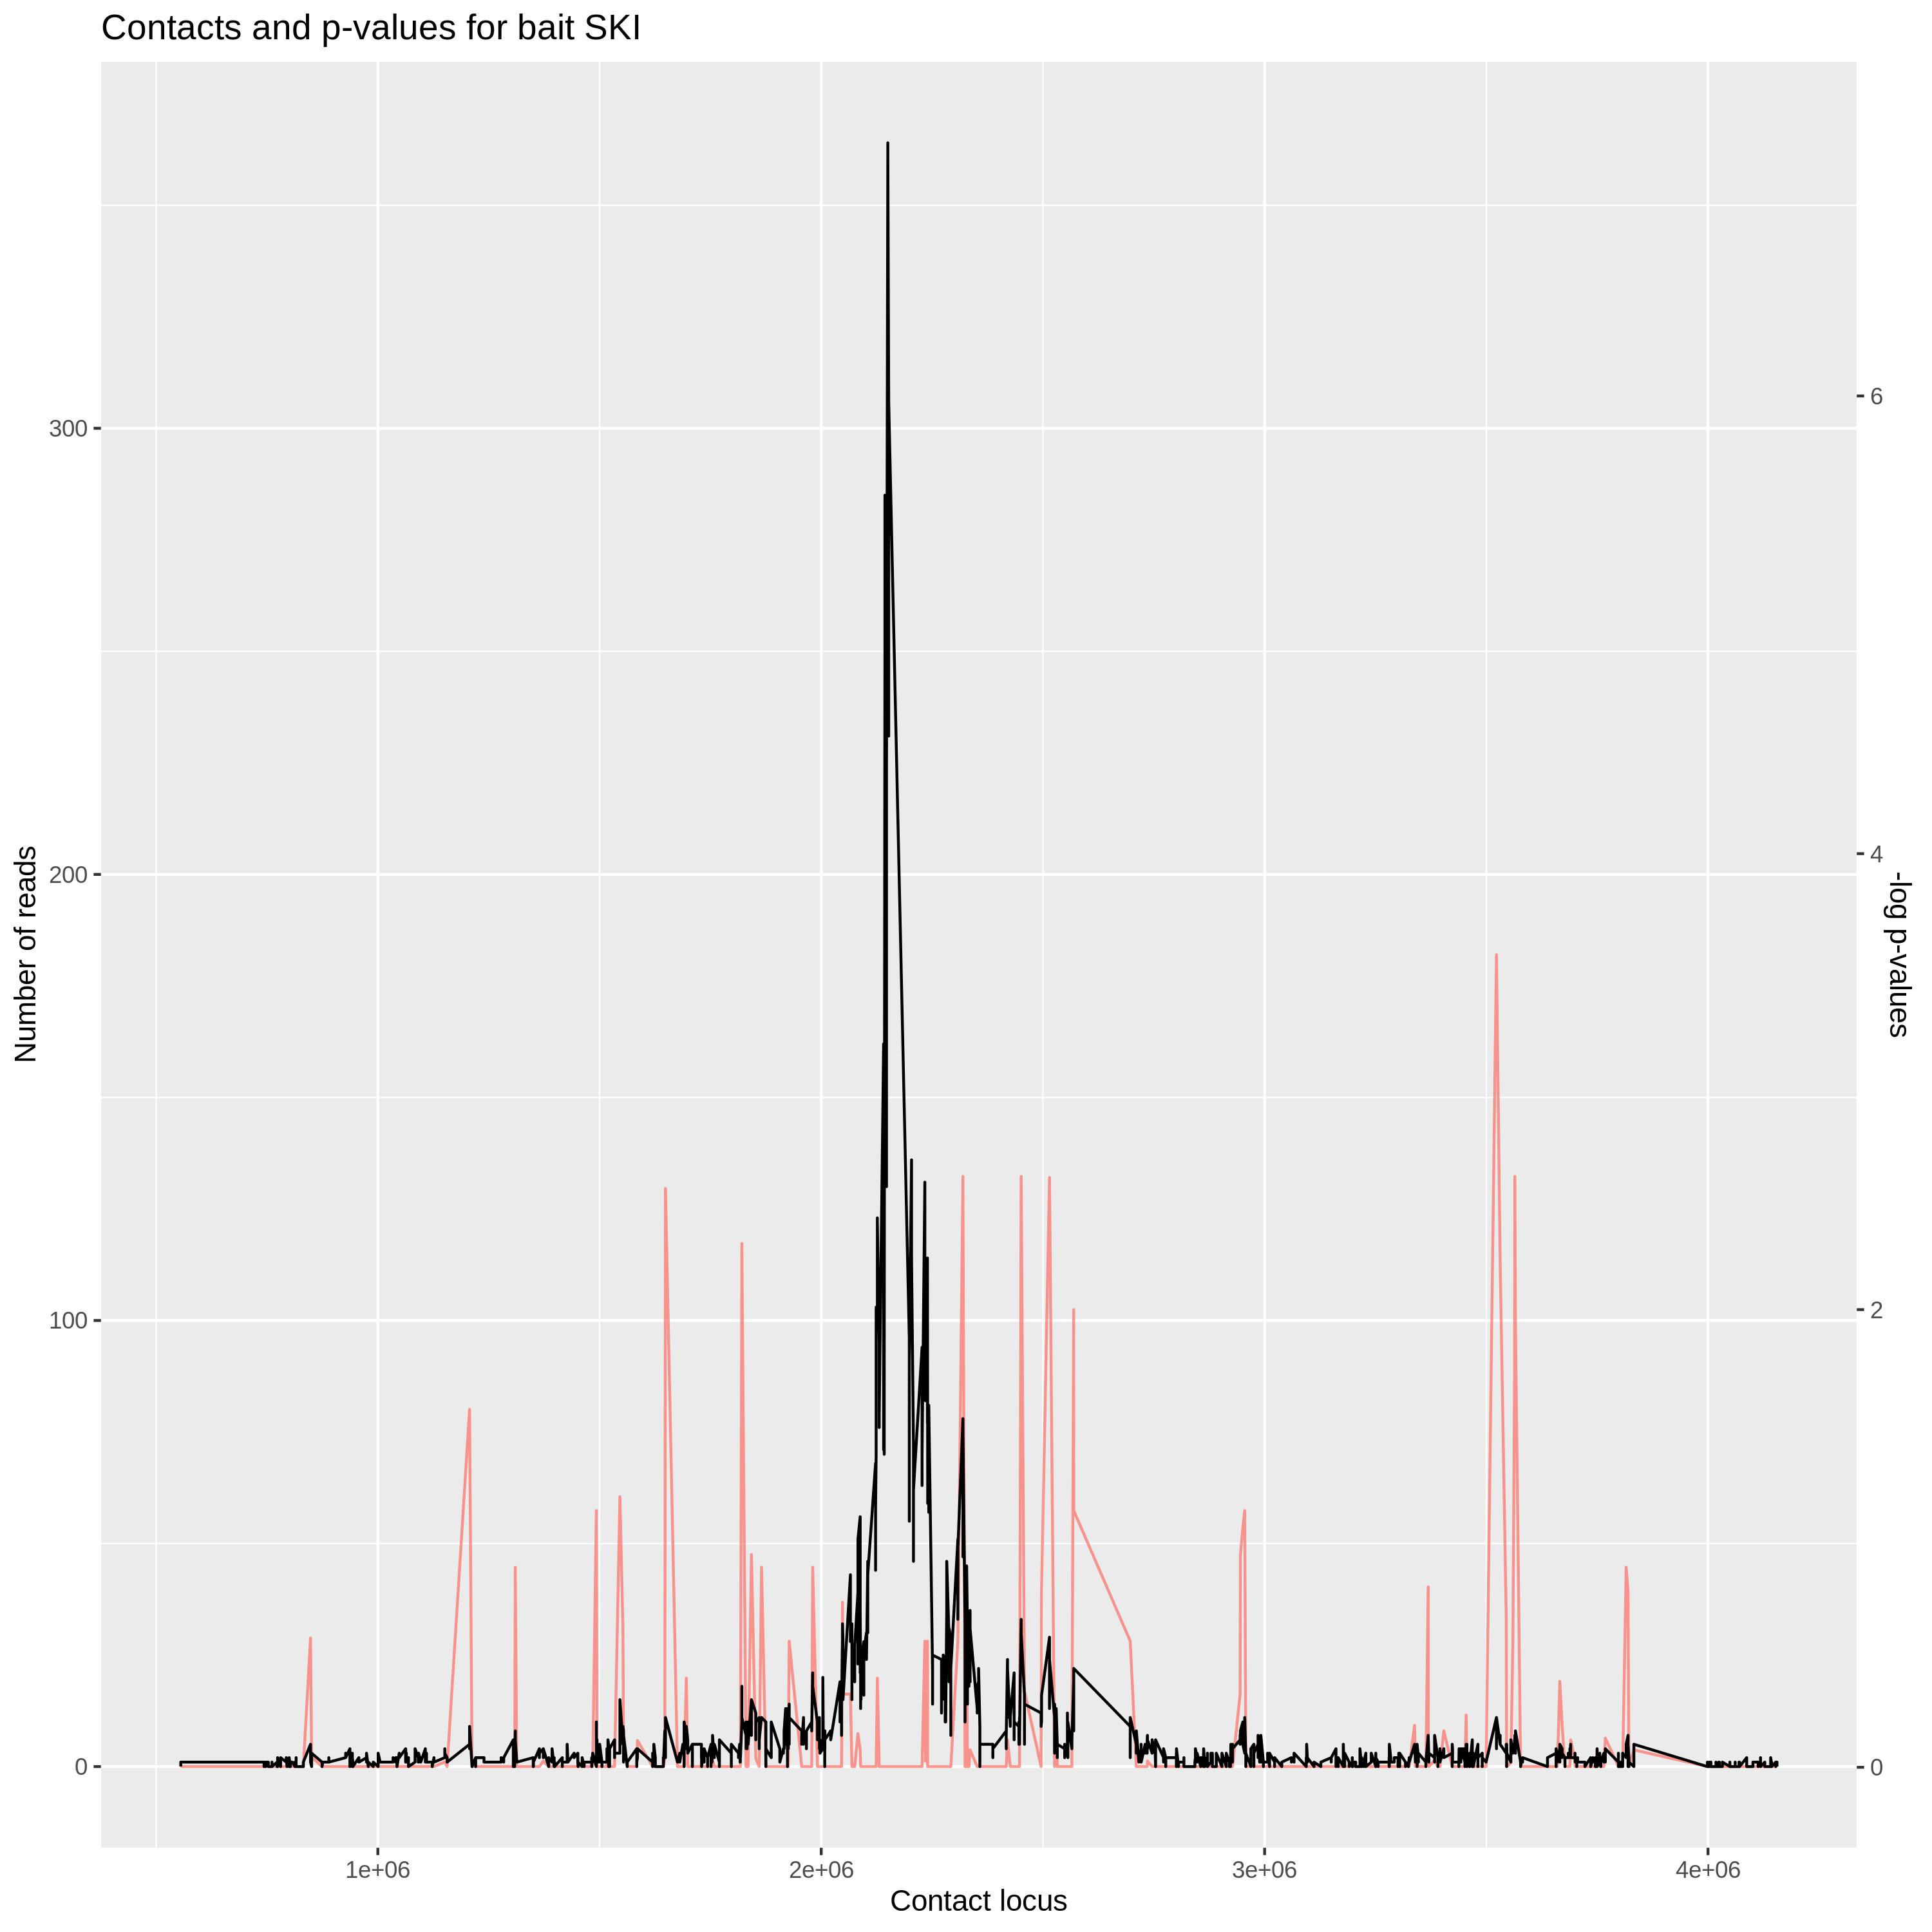 Contacts and p-values for bait SKI
Number of reads
300
200
100
0
6
4
2
0
-log p-values
1e+06
2e+06
3e+06
4e+06
Contact locus